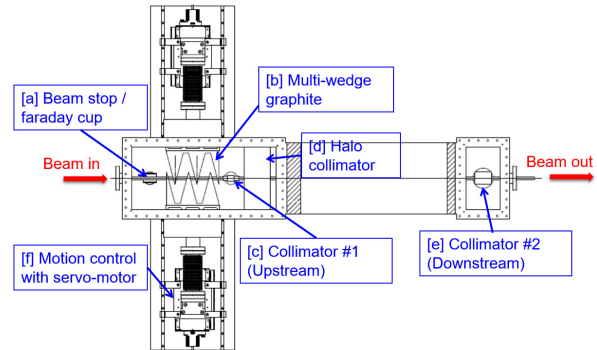 [b] Multi-wedge
graphite
[a] Beam stop /
faraday cup
[d] Halo
collimator
Beam in
Beam out
[c] Collimator #1
(Upstream)
[e] Collimator #2
(Downstream)
[f] Motion control
with servo-motor